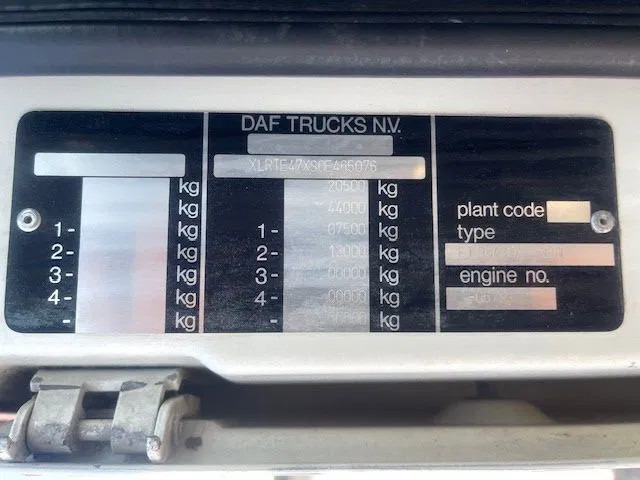 DAF TRUCKS N.V.
XLRTE47XS0E465076
kg 20500 kg
kg 44000 kg
1- kg 1- 07500 kg
2- kg 2- 13000 kg
3- kg 3- 00000 kg
4- kg 4- 00000 kg
- kg - kg
plant code
type
engine no.